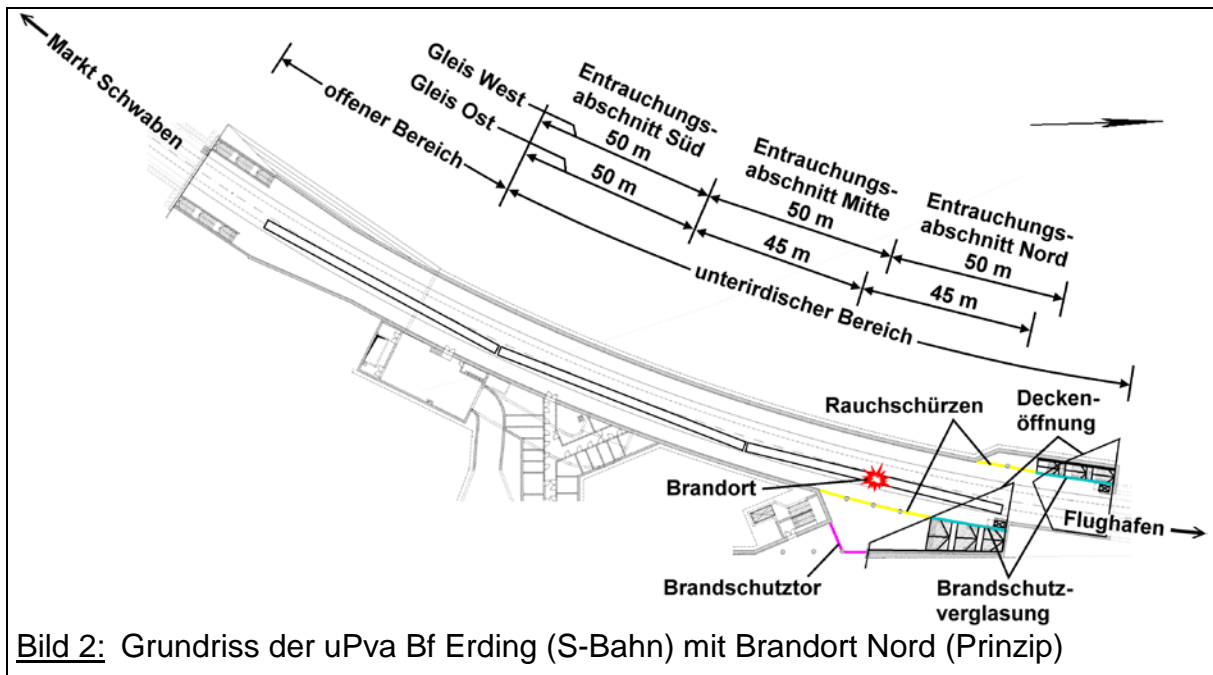 Markt Schwaben
offener Bereich
Gleis West
Gleis Ost
Entrauchungs-
abschnitt Süd
50 m
50 m
Entrauchungs-
abschnitt Mitte
50 m
45 m
Entrauchungs-
abschnitt Nord
50 m
45 m
unterirdischer Bereich
Rauchschürzen
Decken-
öffnung
Brandort
Flughafen
Brandschutztor
Brandschutz-
verglasung
Bild 2: Grundriss der uPva Bf Erding (S-Bahn) mit Brandort Nord (Prinzip)